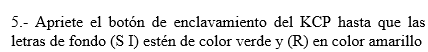 5.- Apriete el botón de enclavamiento del KCP hasta que las
letras de fondo (S I) estén de color verde y (R) en color amarillo